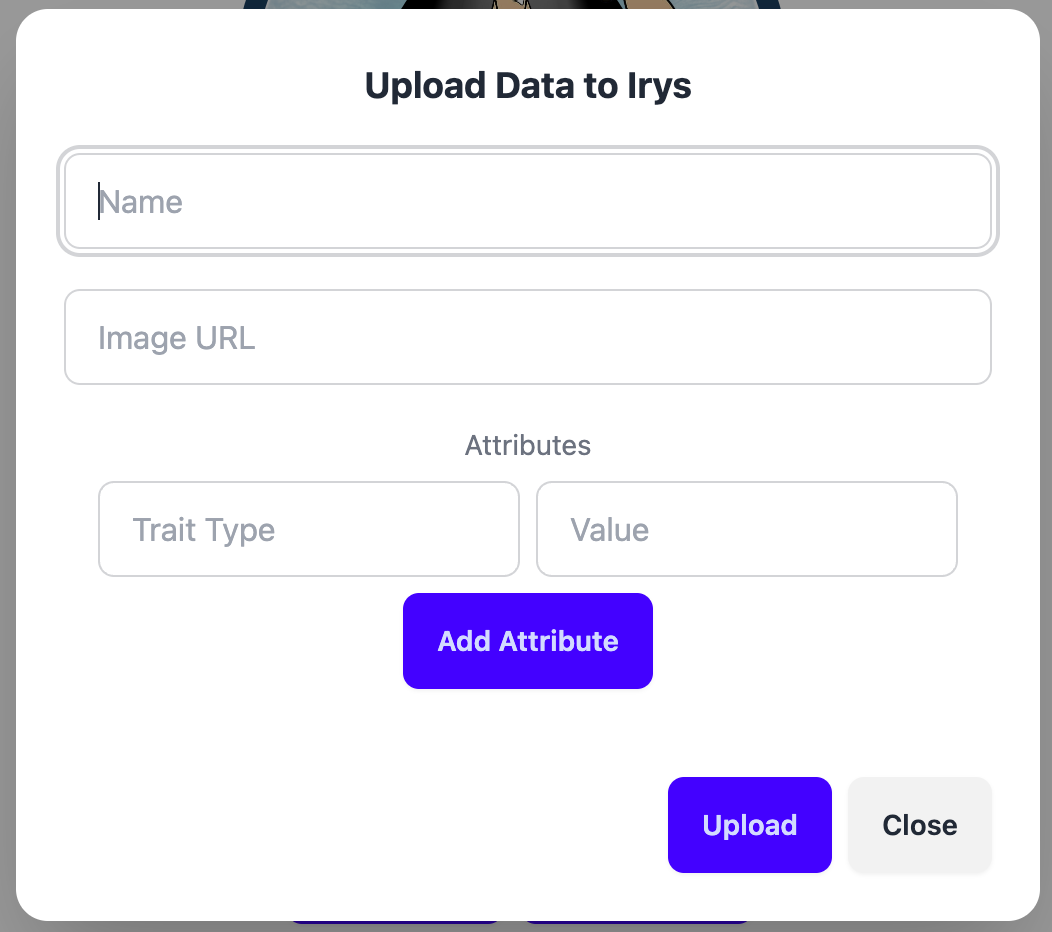 Upload Data to Irys
Name
Image URL
Attributes
Trait Type Value
Add Attribute
Upload Close